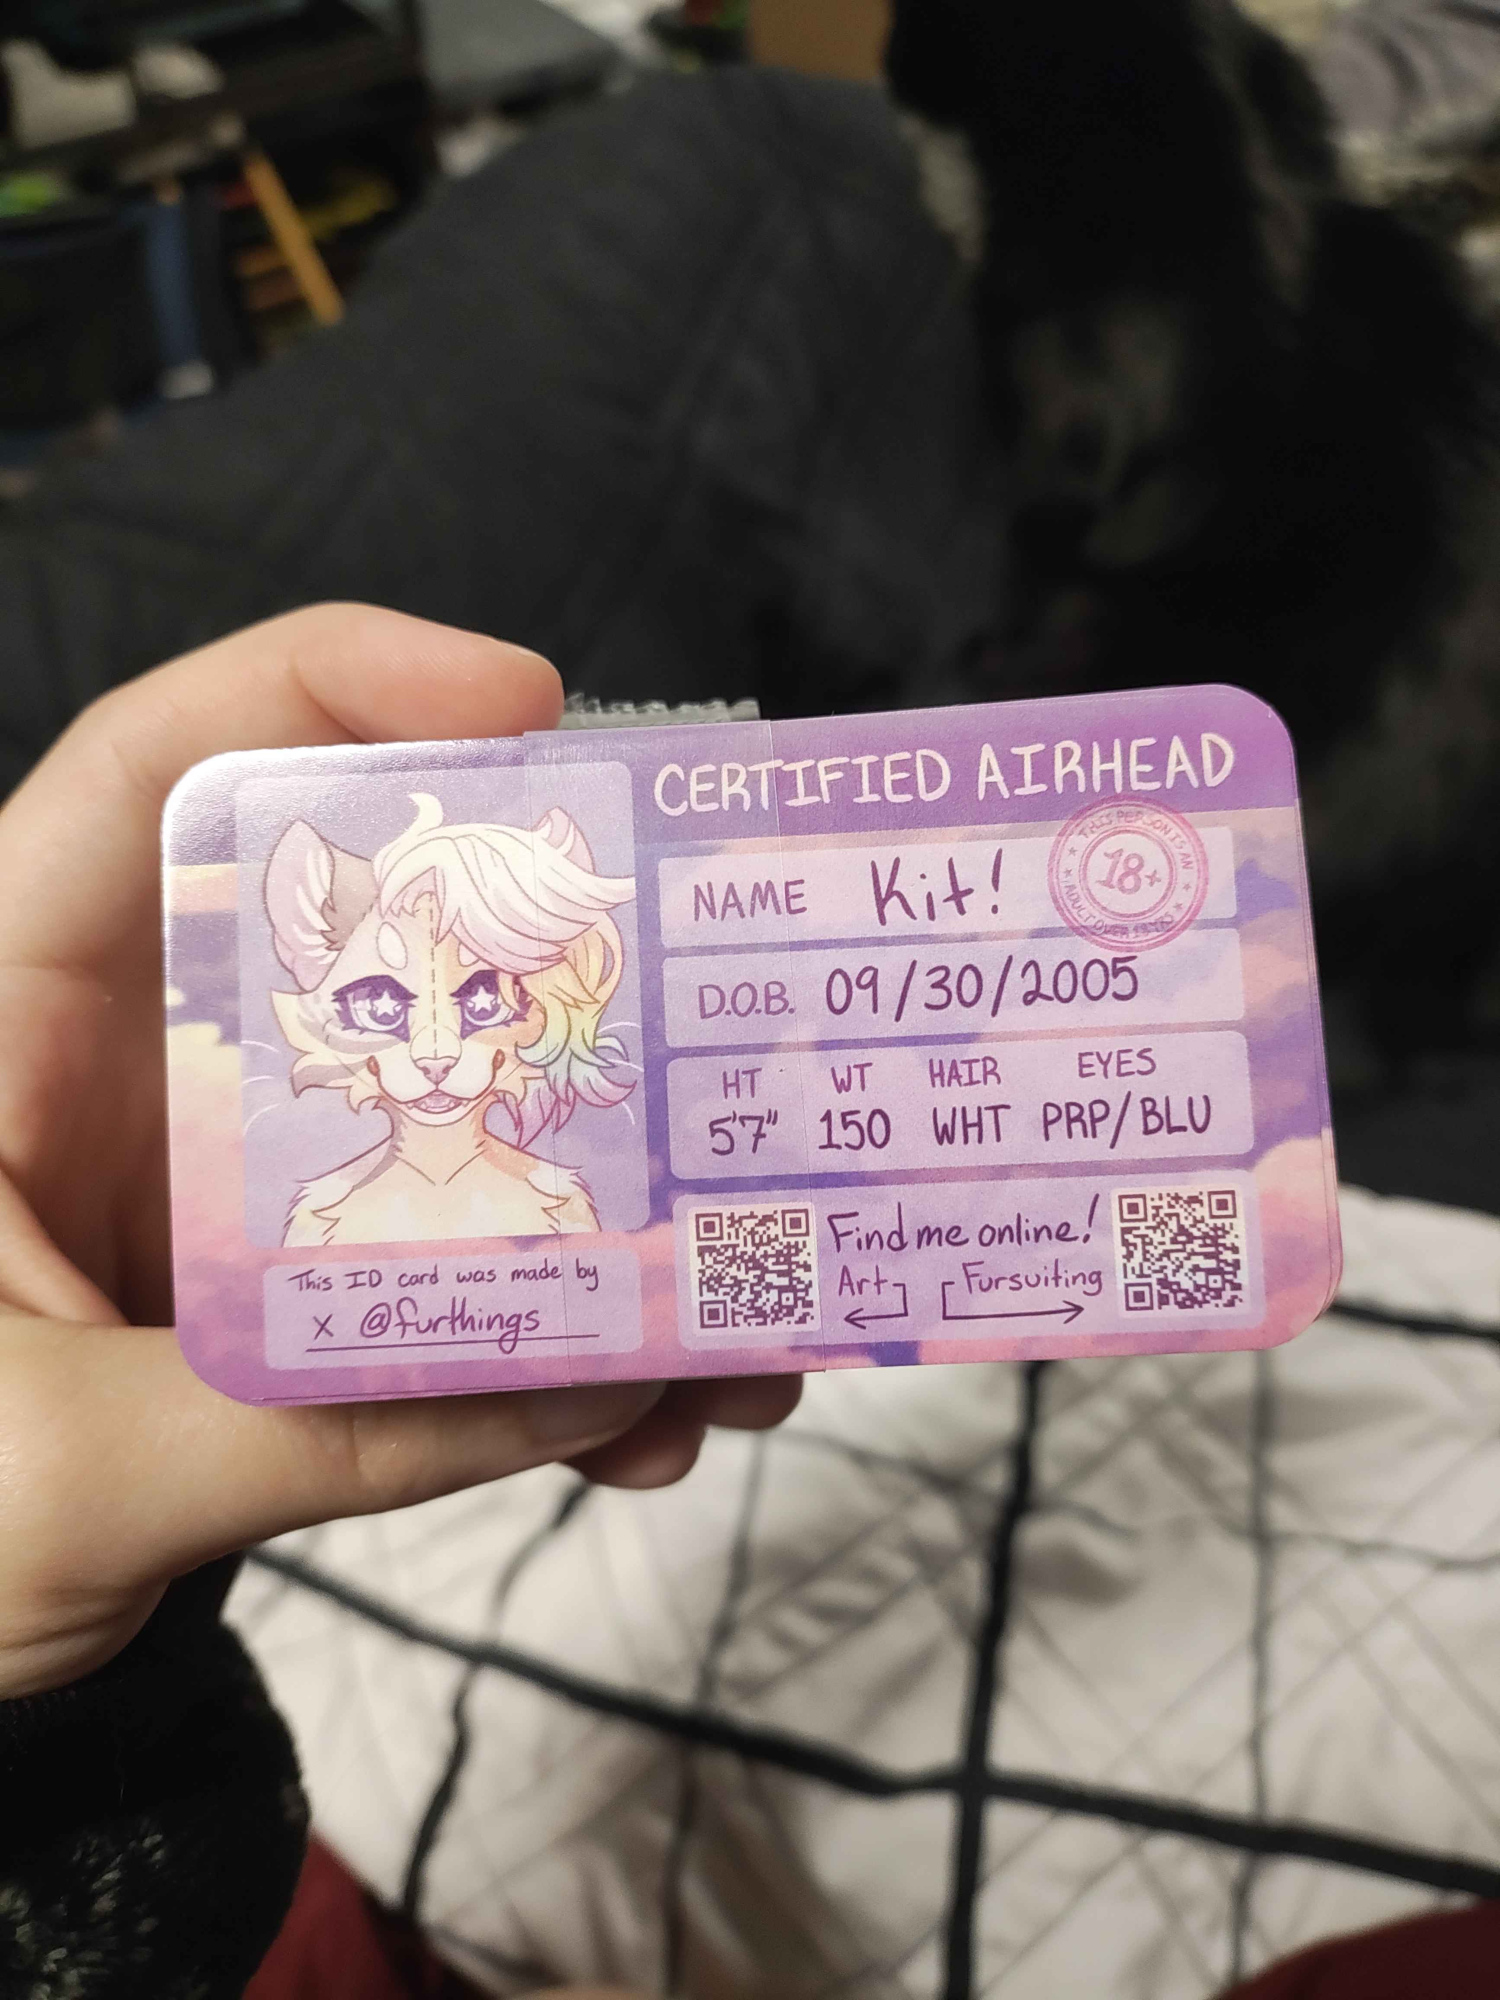 CERTIFIED AIRHEAD
NAME Kit!
THIS PERSON IS AN
18+
ADULT OVER 18 YRS
D.O.B. 09/30/2005
HT WT HAIR EYES
5'7" 150 WHT PRP/BLU
Find me online!
Art Fursuiting
This ID card was made by
x @furthings